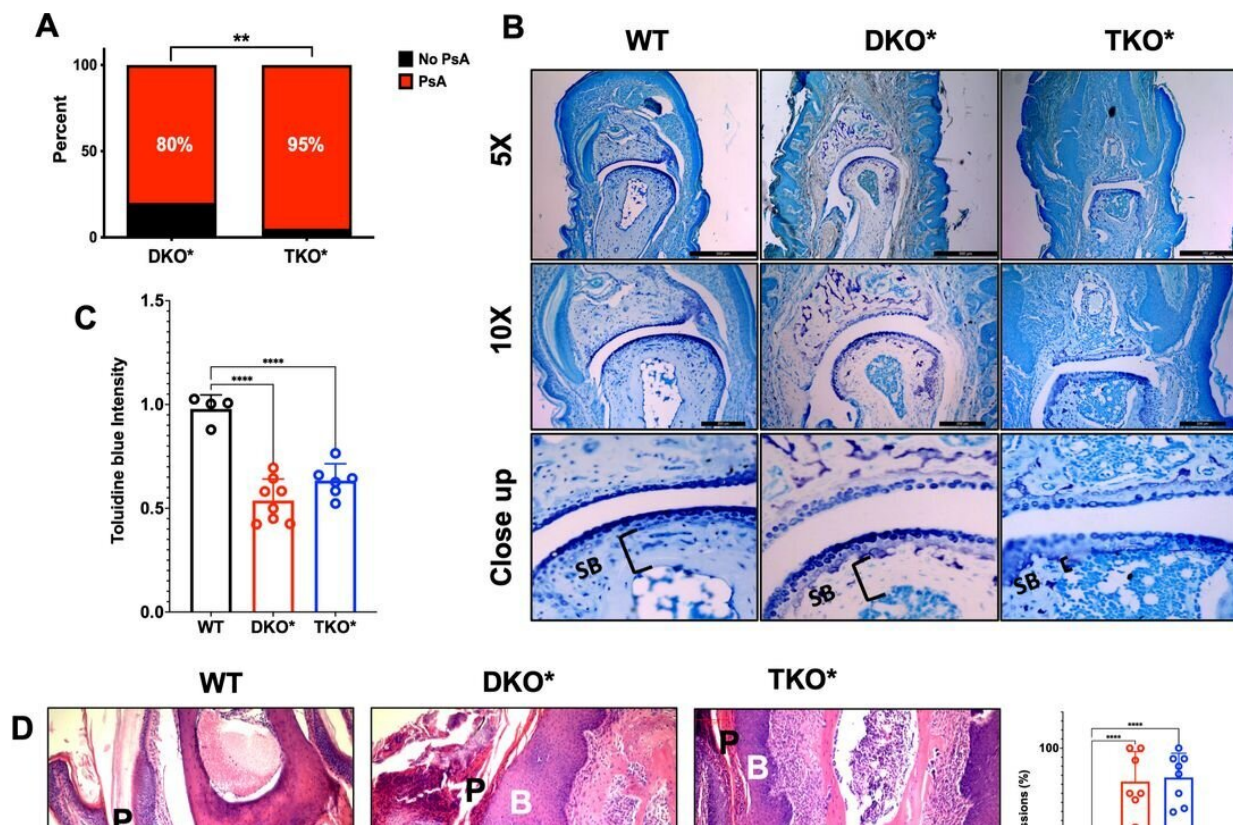 A
**
No PsA
PsA
Percent
100
50
0
80%
95%
DKO*
TKO*
B
WT
DKO*
TKO*
5X
10X
Close up
SB
SB
SB
C
Toluidine blue Intensity
1.5
1.0
0.5
0.0
****
****
WT
DKO*
TKO*
D
WT
DKO*
TKO*
P
P
B
P
B
100
****
****